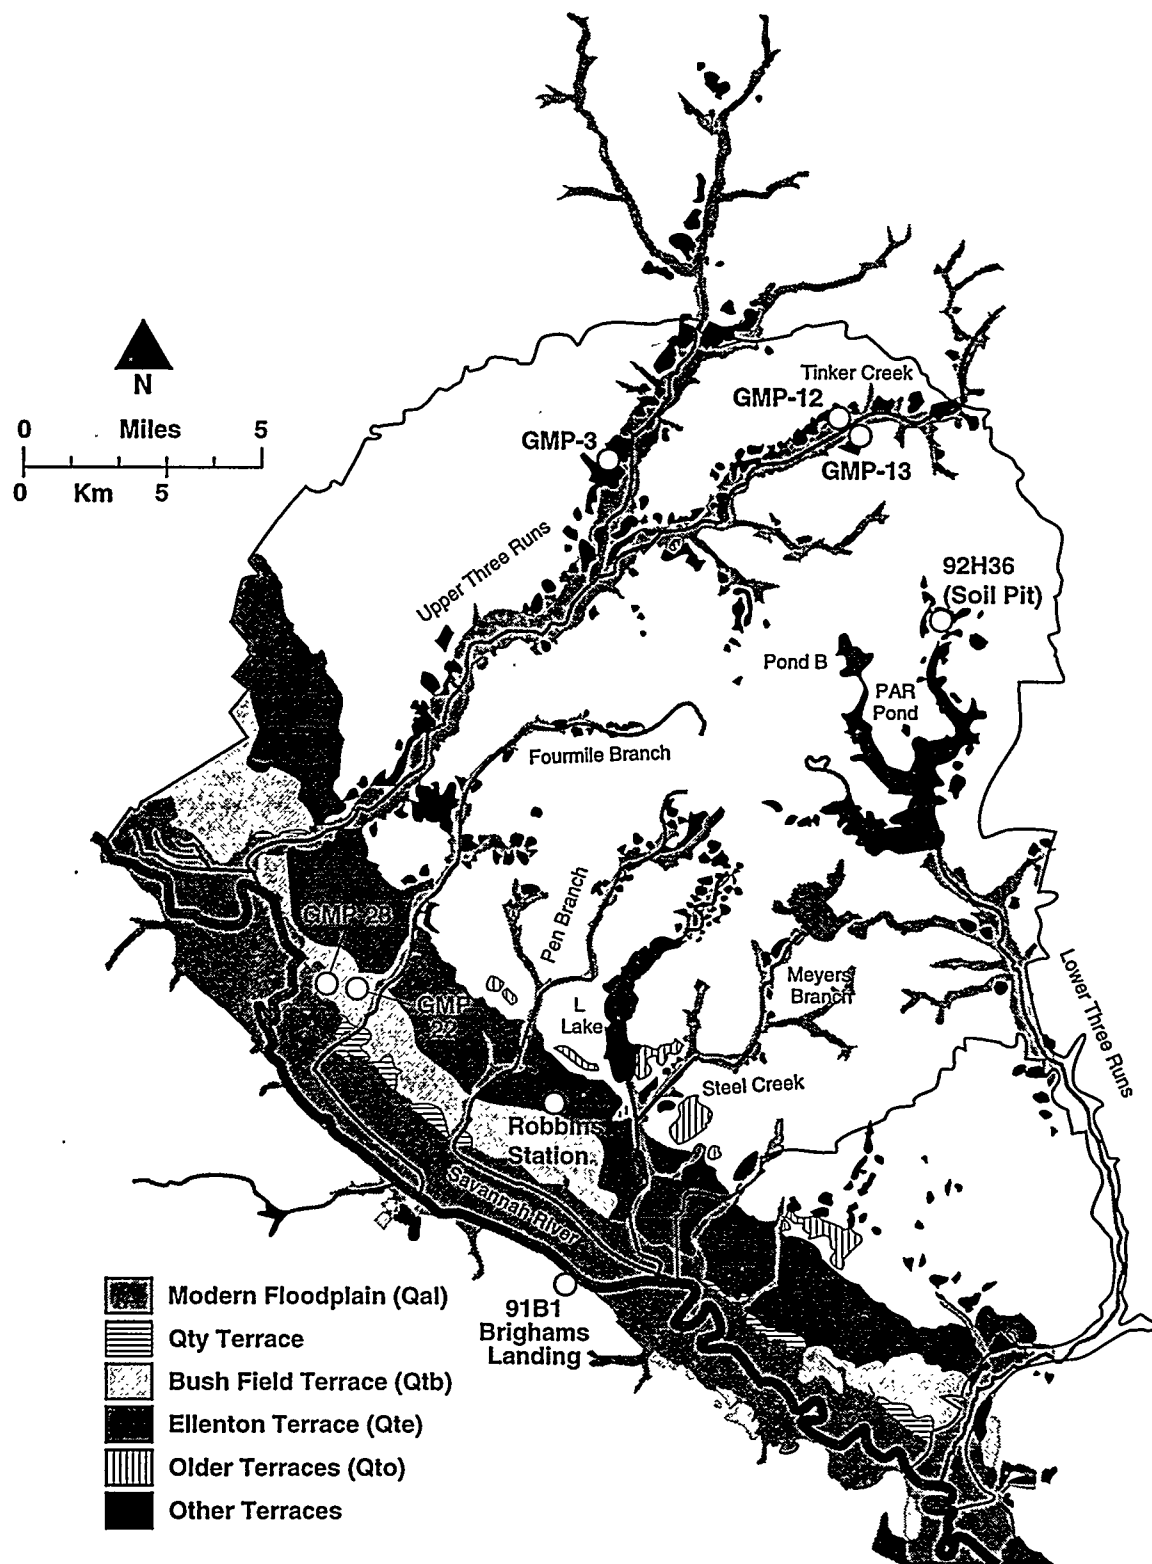 Tinker Creek
GMP-12
N
0 Miles 5
GMP-3
GMP-13
0 Km 5
Upper Three Runs
92H36
(Soil Pit)
Pond B
PAR
Pond
Fourmile Branch
Pen Branch
GMP-28
Meyers
Branch
Lower Three Runs
GMP
22
L
Lake
Steel Creek
Robbins
Station
Savannah River
91B1
Brighams
Landing
Modern Floodplain (Qal)
Qty Terrace
Bush Field Terrace (Qtb)
Ellenton Terrace (Qte)
Older Terraces (Qto)
Other Terraces